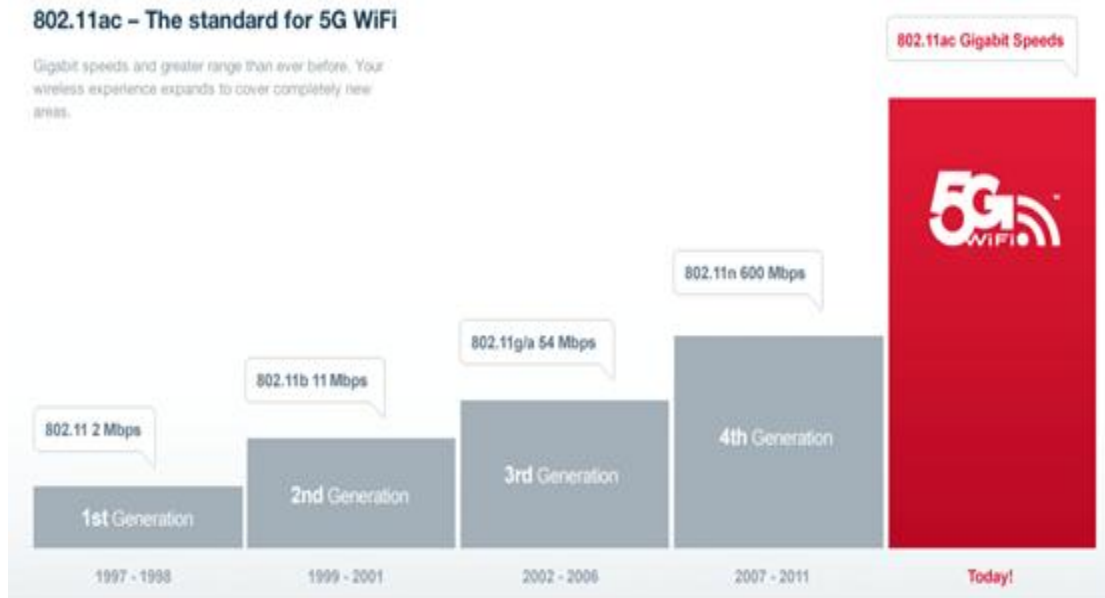 802.11ac – The standard for 5G WiFi
Gigabit speeds and greater range than ever before. Your
wireless experience expands to cover completely new
areas.
802.11ac Gigabit Speeds
5G
WiFi
™
802.11n 600 Mbps
802.11g/a 54 Mbps
802.11b 11 Mbps
802.11 2 Mbps
4th Generation
3rd Generation
2nd Generation
1st Generation
1997 - 1998
1999 - 2001
2002 - 2006
2007 - 2011
Today!